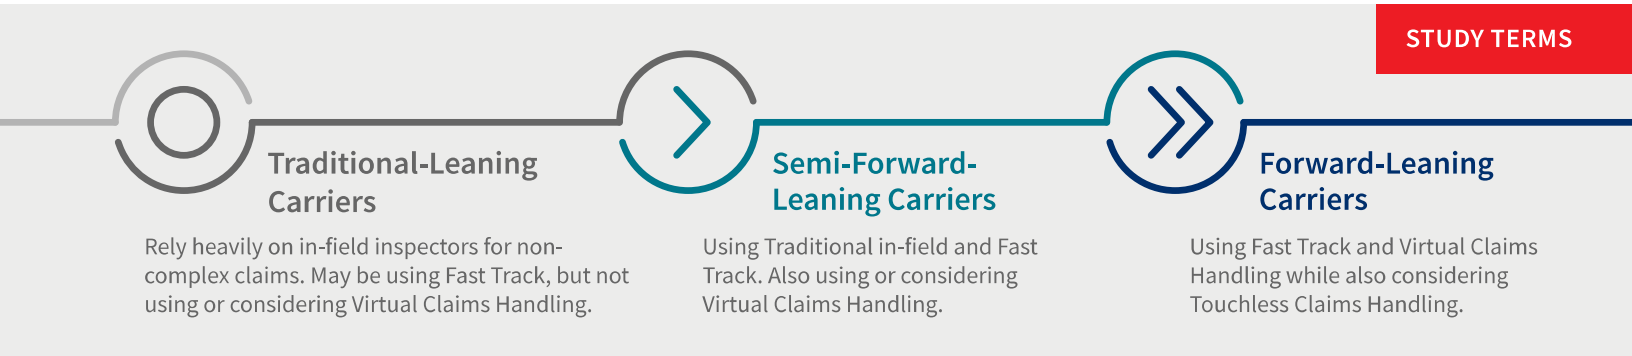 STUDY TERMS
Traditional-Leaning
Carriers
Rely heavily on in-field inspectors for non-
complex claims. May be using Fast Track, but not
using or considering Virtual Claims Handling.
Semi-Forward-
Leaning Carriers
Using Traditional in-field and Fast
Track. Also using or considering
Virtual Claims Handling.
Forward-Leaning
Carriers
Using Fast Track and Virtual Claims
Handling while also considering
Touchless Claims Handling.